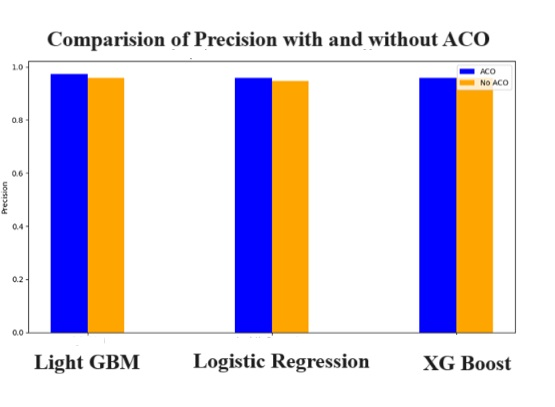 Comparision of Precision with and without ACO
ACO
No ACO
1.0
0.8
0.6
0.4
0.2
0.0
Precision
Light GBM
Logistic Regression
XG Boost